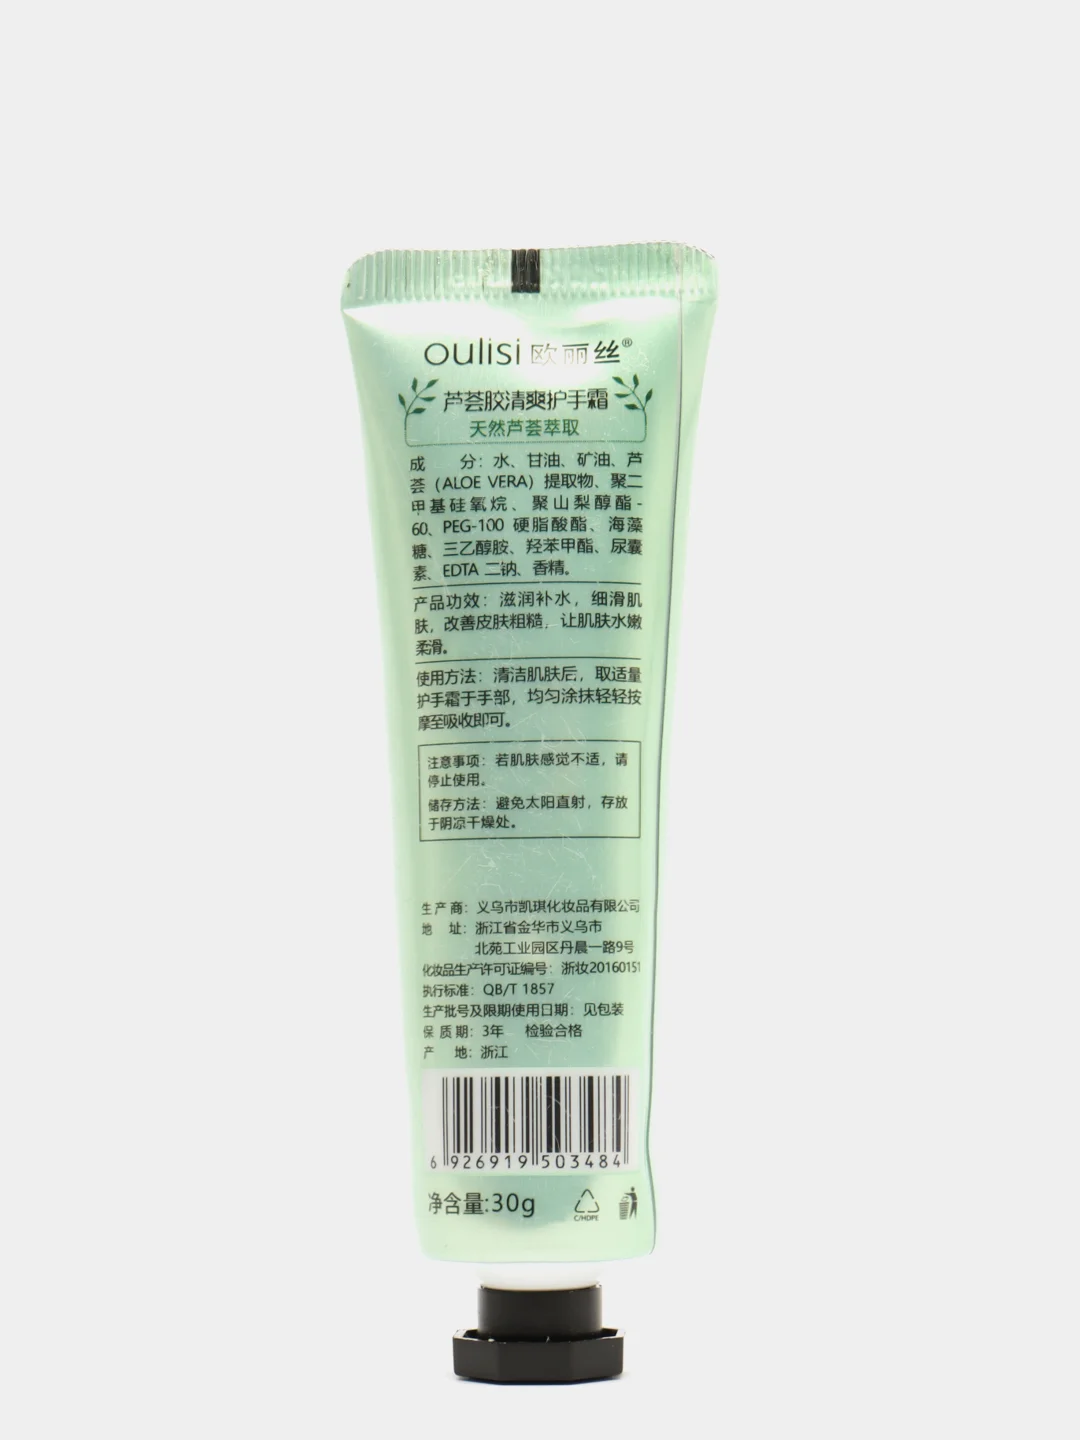 oulisi 欧丽丝®
芦荟胶清爽护手霜
天然芦荟萃取
成 分：水、甘油、矿油、芦
荟（ALOE VERA）提取物、聚二
甲基硅氧烷、聚山梨醇酯-
60、PEG-100 硬脂酸酯、海藻
糖、三乙醇胺、羟苯甲酯、尿囊
素、EDTA 二钠、香精。
产品功效：滋润补水，细滑肌
肤，改善皮肤粗糙，让肌肤水嫩
柔滑。
使用方法：清洁肌肤后，取适量
护手霜于手部，均匀涂抹轻轻按
摩至吸收即可。
注意事项：若肌肤感觉不适，请
停止使用。
储存方法：避免太阳直射，存放
于阴凉干燥处。
生产商：义乌市凯琪化妆品有限公司
地 址：浙江省金华市义乌市
北苑工业园区丹晨一路9号
化妆品生产许可证编号：浙妆20160151
执行标准：QB/T 1857
生产批号及限期使用日期：见包装
保质期：3年 检验合格
产 地：浙江
6 926919 503484
净含量:30g
C/HDPE